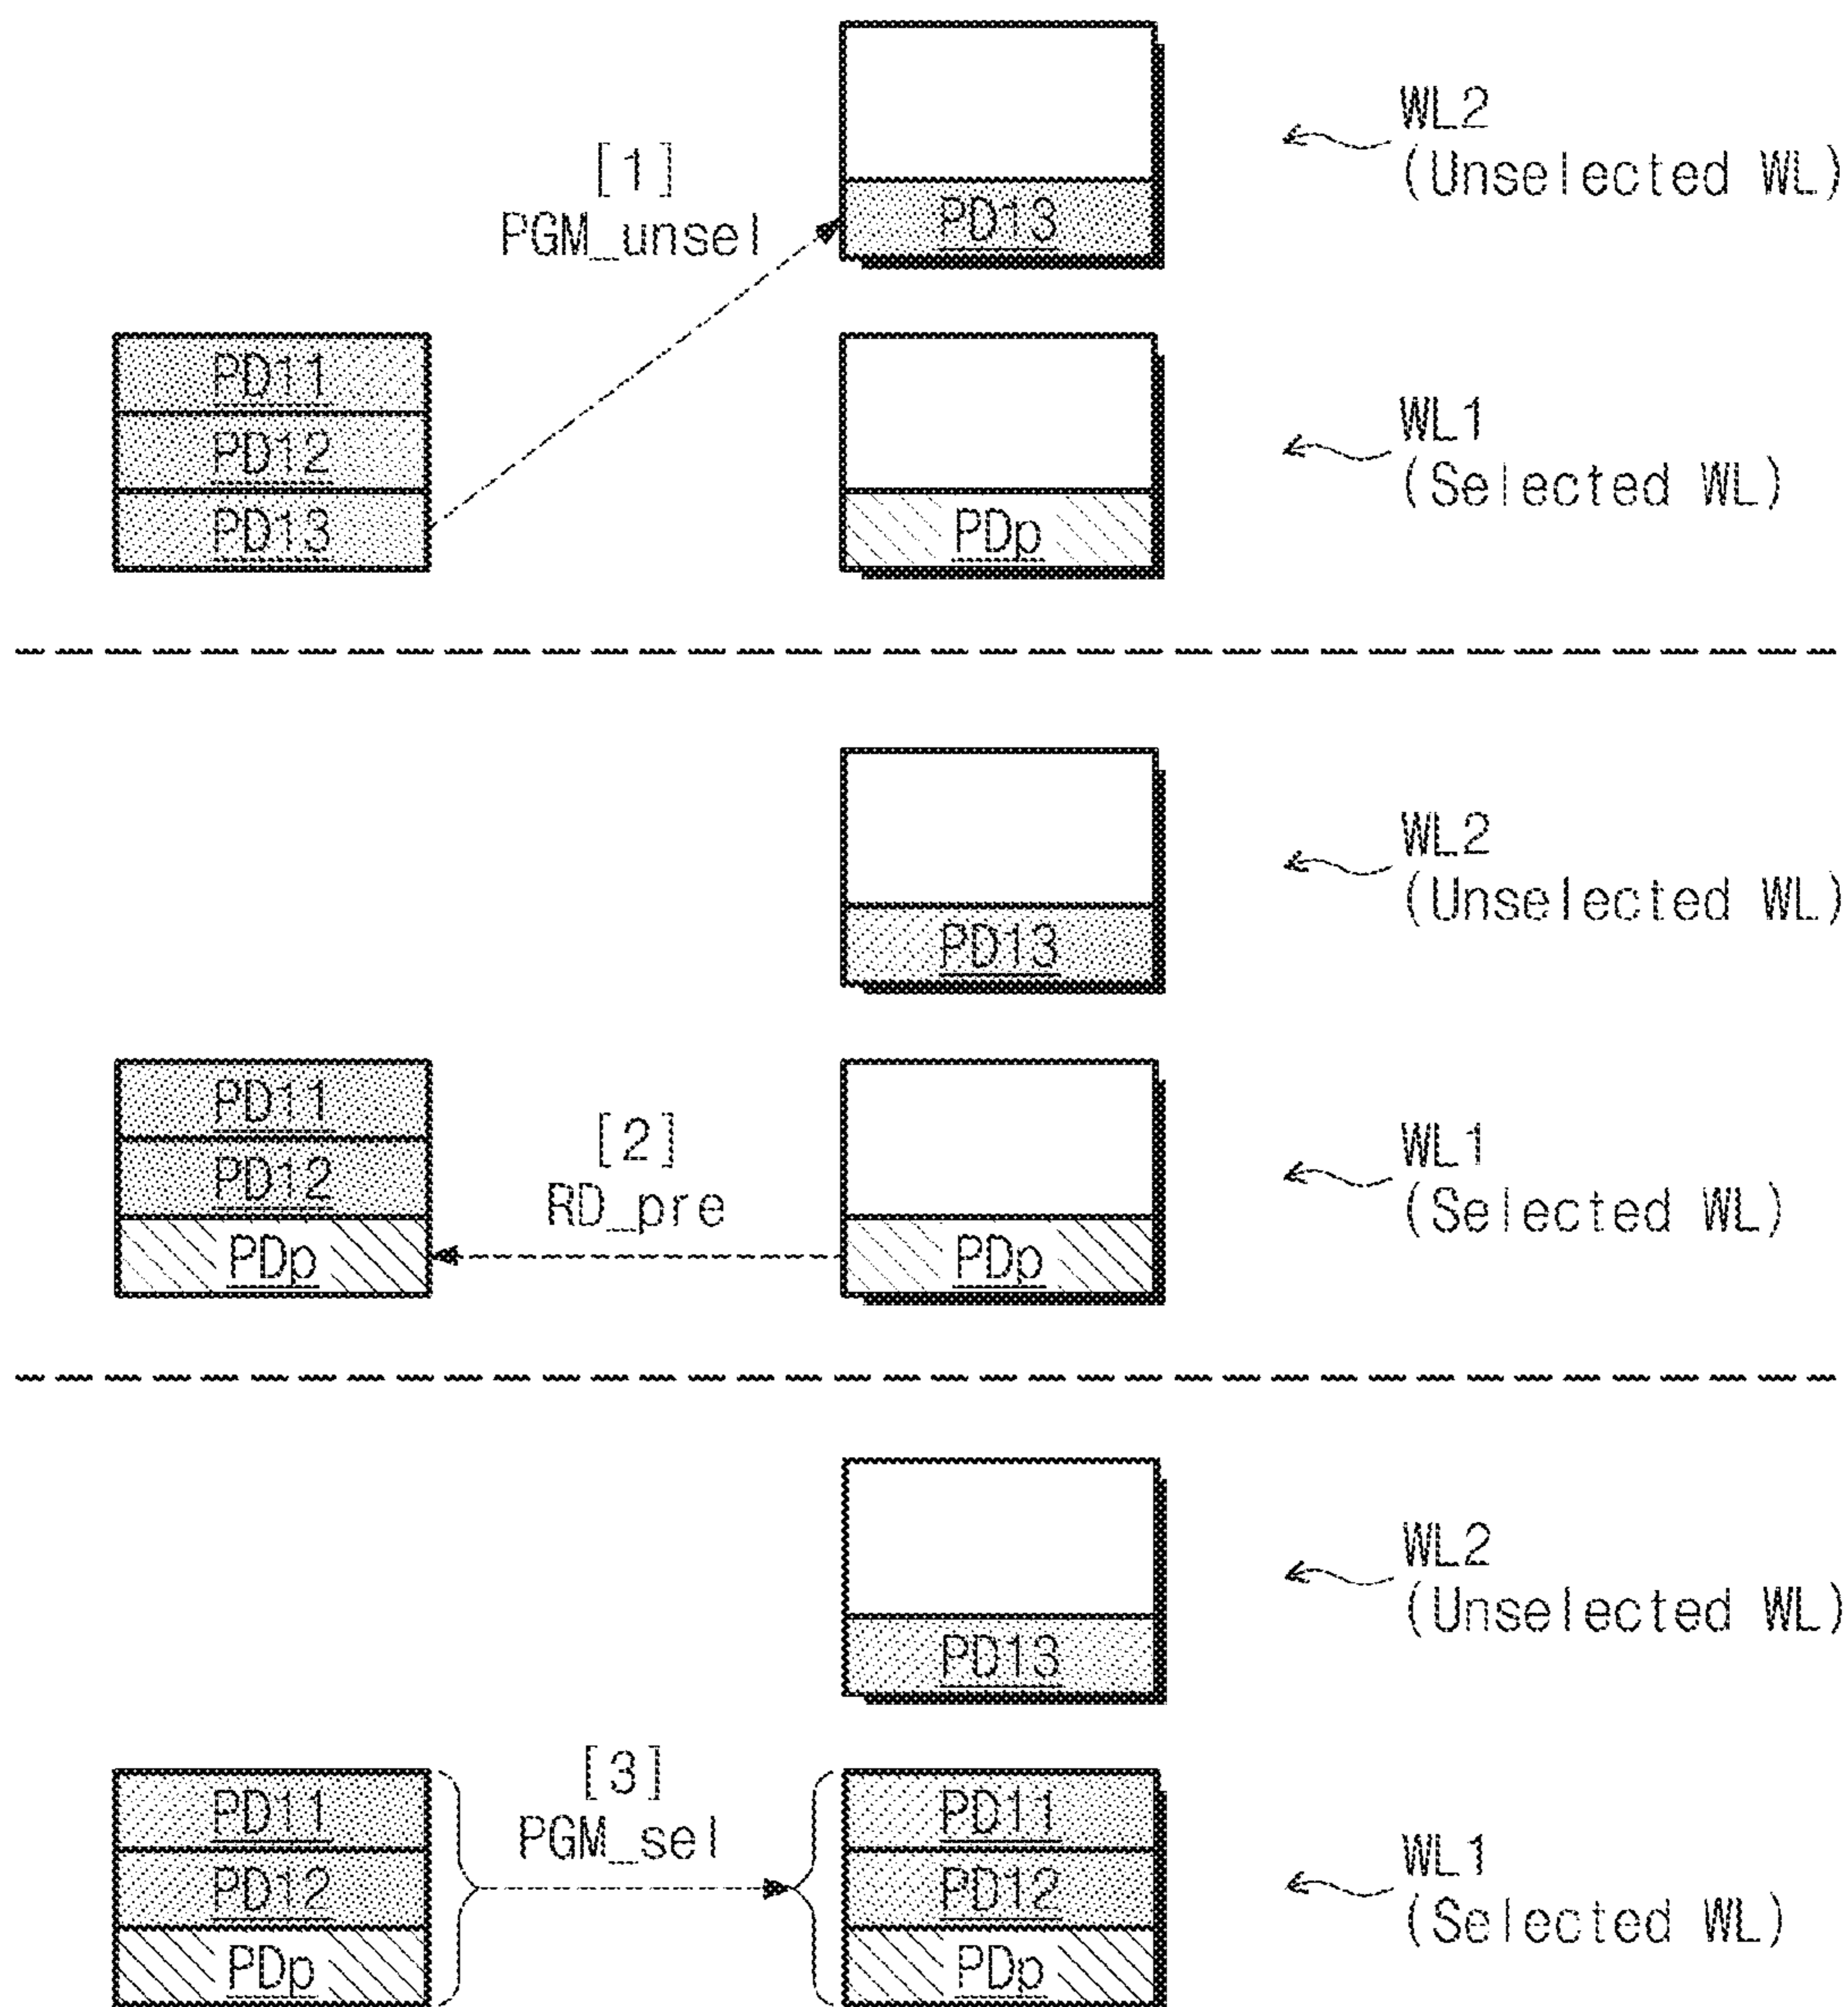 [1]
PGM_unsel
PD13
WL2
(Unselected WL)
PD11
PD12
PD13
PDp
WL1
(Selected WL)
PD13
WL2
(Unselected WL)
PD11
PD12
PDp
[2]
RD_pre
PDp
WL1
(Selected WL)
PD13
WL2
(Unselected WL)
PD11
PD12
PDp
[3]
PGM_sel
PD11
PD12
PDp
WL1
(Selected WL)